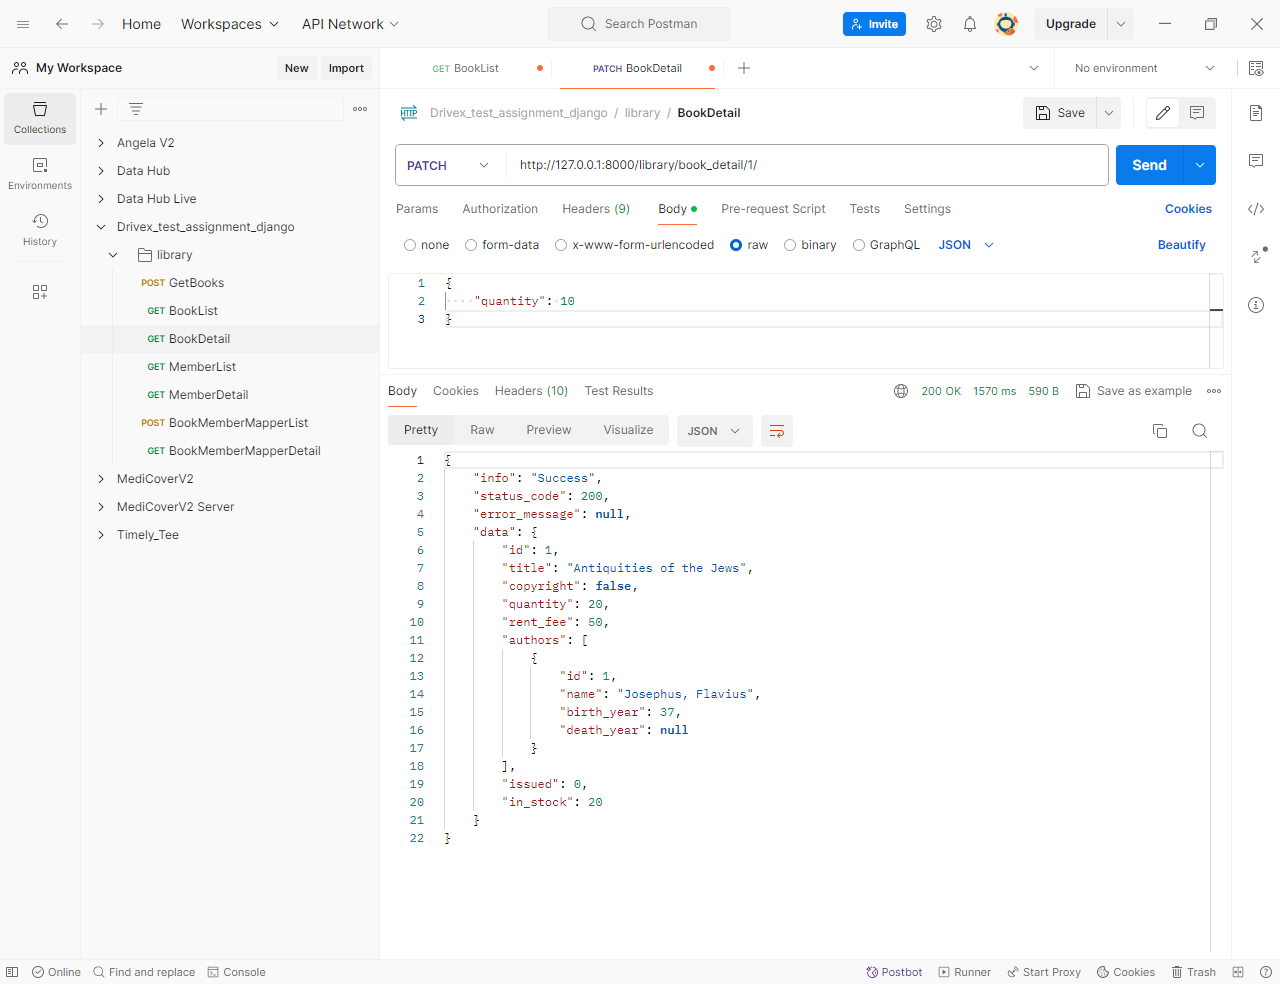 Home Workspaces API Network Search Postman Invite Upgrade
My Workspace New Import GET BookList PATCH BookDetail No environment
Collections
Environments
History
Angela V2
Data Hub
Data Hub Live
Drivex_test_assignment_django
library
POST GetBooks
GET BookList
GET BookDetail
GET MemberList
GET MemberDetail
POST BookMemberMapperList
GET BookMemberMapperDetail
MediCoverV2
MediCoverV2 Server
Timely_Tee
HTTP Drivex_test_assignment_django / library / BookDetail Save
PATCH http://127.0.0.1:8000/library/book_detail/1/ Send
Params Authorization Headers (9) Body Pre-request Script Tests Settings Cookies
none form-data x-www-form-urlencoded raw binary GraphQL JSON Beautify
1 {
2 "quantity": 10
3 }
Body Cookies Headers (10) Test Results 200 OK 1570 ms 590 B Save as example
Pretty Raw Preview Visualize JSON
1 {
2 "info": "Success",
3 "status_code": 200,
4 "error_message": null,
5 "data": {
6 "id": 1,
7 "title": "Antiquities of the Jews",
8 "copyright": false,
9 "quantity": 20,
10 "rent_fee": 50,
11 "authors": [
12 {
13 "id": 1,
14 "name": "Josephus, Flavius",
15 "birth_year": 37,
16 "death_year": null
17 }
18 ],
19 "issued": 0,
20 "in_stock": 20
21 }
22 }
Online Find and replace Console Postbot Runner Start Proxy Cookies Trash